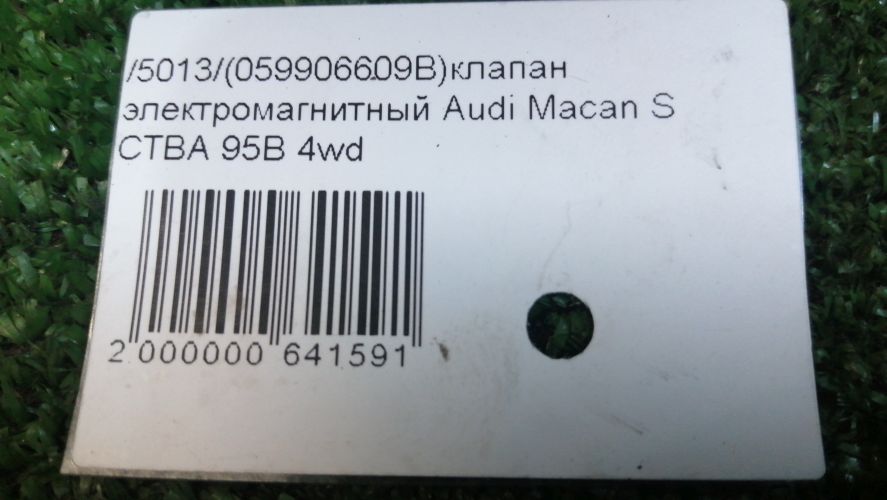 /5013/(059906609B)клапан
электромагнитный Audi Macan S
CTBA 95B 4wd
2 000000 641591